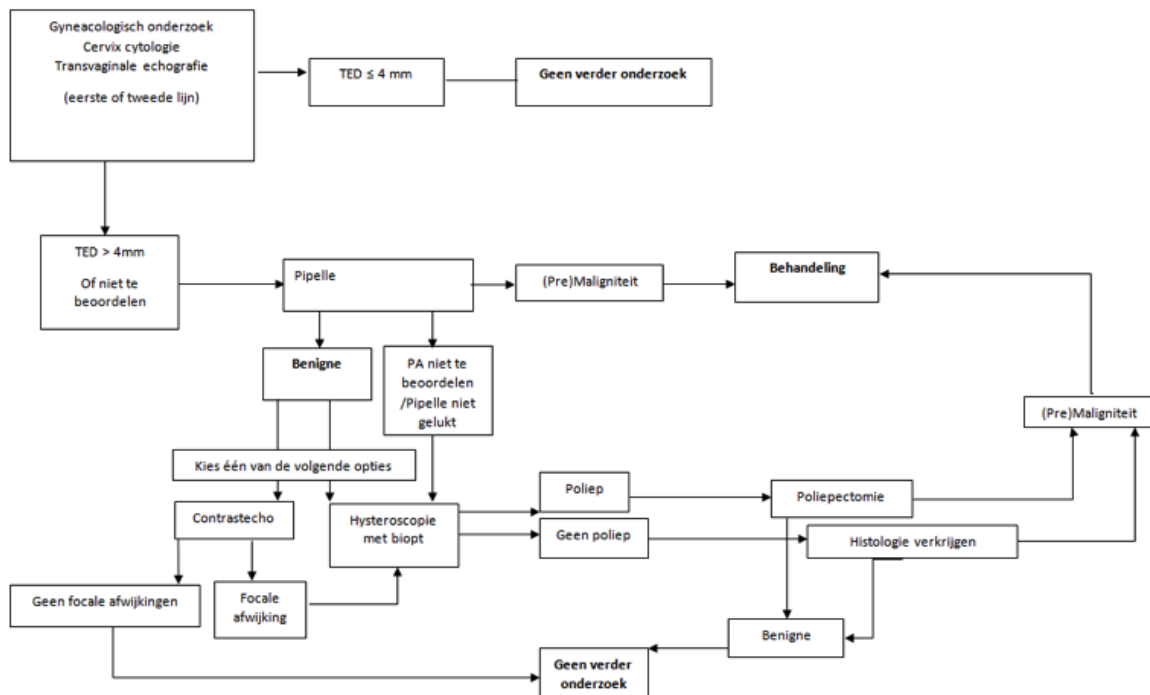 Gyneacologisch onderzoek
Cervix cytologie
Transvaginale echografie
(eerste of tweede lijn)
TED ≤ 4 mm
Geen verder onderzoek
TED > 4mm
Of niet te
beoordelen
Pipelle
(Pre)Maligniteit
Behandeling
Benigne
PA niet te
beoordelen
/Pipelle niet
gelukt
(Pre)Maligniteit
Kies één van de volgende opties
Contrastecho
Hysteroscopie
met biopt
Poliep
Poliepectomie
Geen poliep
Histologie verkrijgen
Geen focale afwijkingen
Focale
afwijking
Benigne
Geen verder
onderzoek